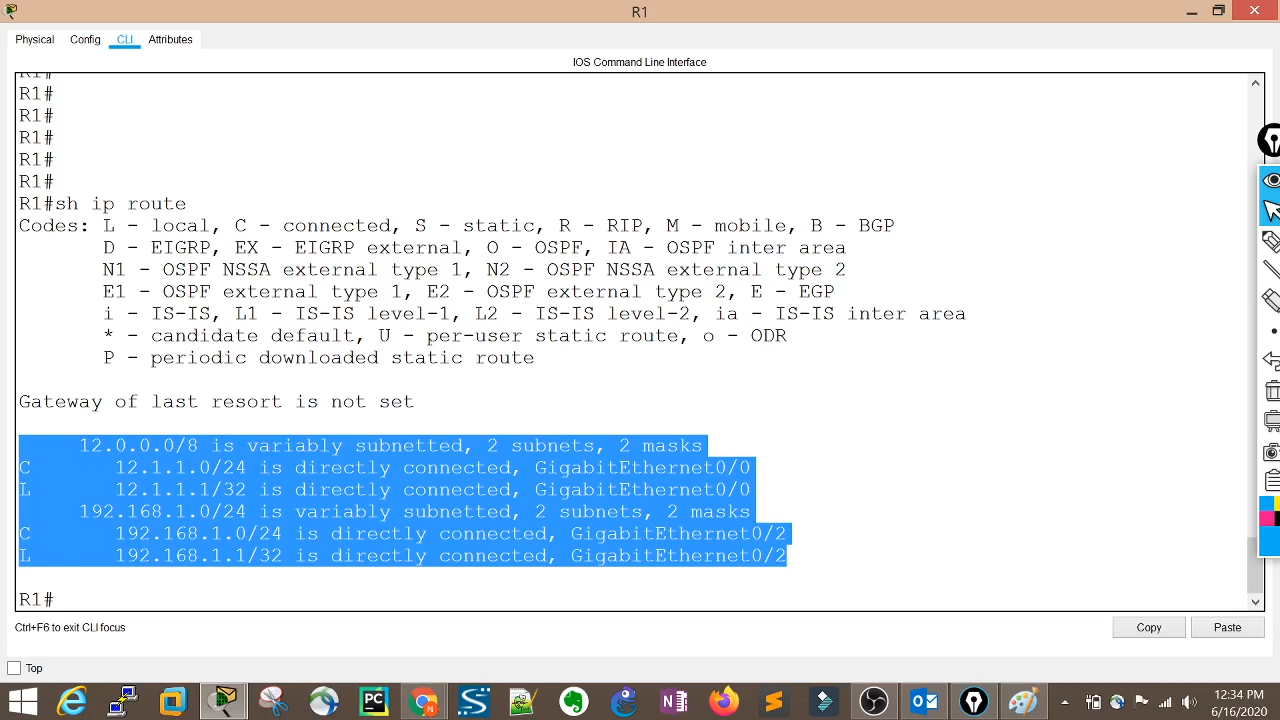 R1
Physical Config CLI Attributes
IOS Command Line Interface
R1#
R1#
R1#
R1#
R1#
R1#
R1#sh ip route
Codes: L - local, C - connected, S - static, R - RIP, M - mobile, B - BGP
D - EIGRP, EX - EIGRP external, O - OSPF, IA - OSPF inter area
N1 - OSPF NSSA external type 1, N2 - OSPF NSSA external type 2
E1 - OSPF external type 1, E2 - OSPF external type 2, E - EGP
i - IS-IS, L1 - IS-IS level-1, L2 - IS-IS level-2, ia - IS-IS inter area
* - candidate default, U - per-user static route, o - ODR
P - periodic downloaded static route
Gateway of last resort is not set
12.0.0.0/8 is variably subnetted, 2 subnets, 2 masks
C 12.1.1.0/24 is directly connected, GigabitEthernet0/0
L 12.1.1.1/32 is directly connected, GigabitEthernet0/0
192.168.1.0/24 is variably subnetted, 2 subnets, 2 masks
C 192.168.1.0/24 is directly connected, GigabitEthernet0/2
L 192.168.1.1/32 is directly connected, GigabitEthernet0/2
R1#
Ctrl+F6 to exit CLI focus
Copy Paste
Top
PC
N
12:34 PM
6/16/2020